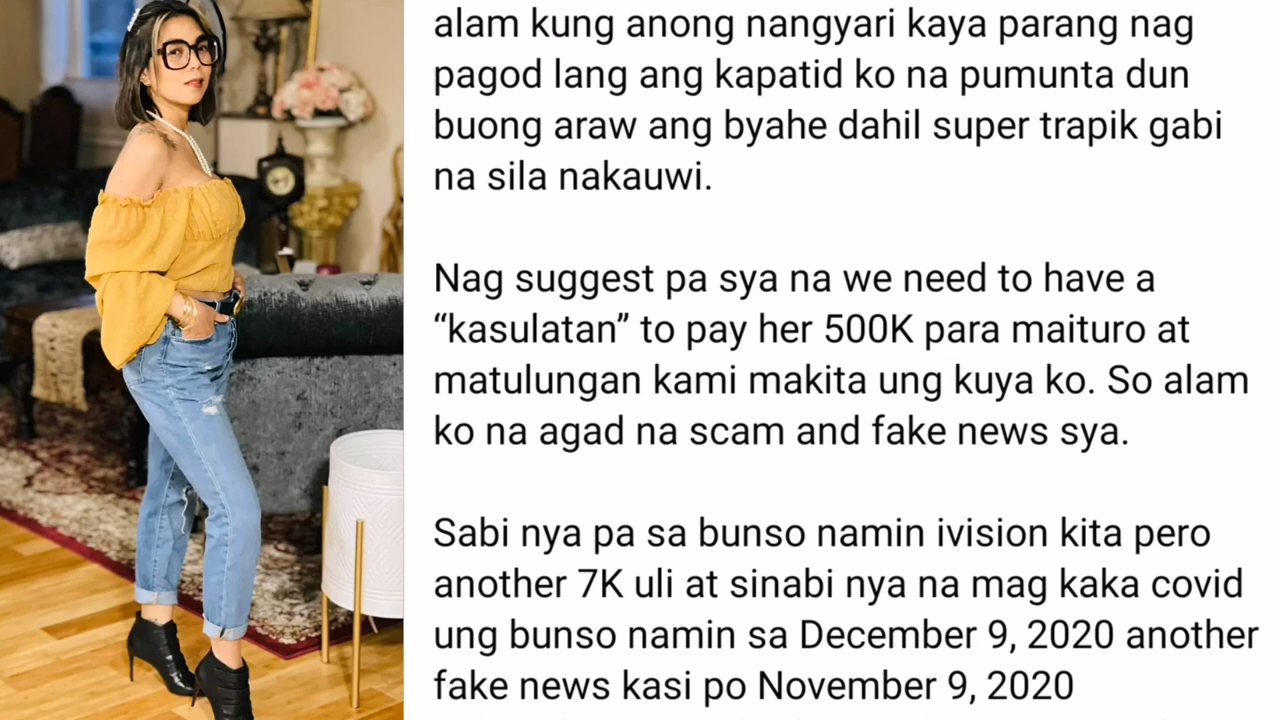 alam kung anong nangyari kaya parang nag
pagod lang ang kapatid ko na pumunta dun
buong araw ang byahe dahil super trapik gabi
na sila nakauwi.
Nag suggest pa sya na we need to have a
“kasulatan” to pay her 500K para maituro at
matulungan kami makita ung kuya ko. So alam
ko na agad na scam and fake news sya.
Sabi nya pa sa bunso namin ivision kita pero
another 7K uli at sinabi nya na mag kaka covid
ung bunso namin sa December 9, 2020 another
fake news kasi po November 9, 2020